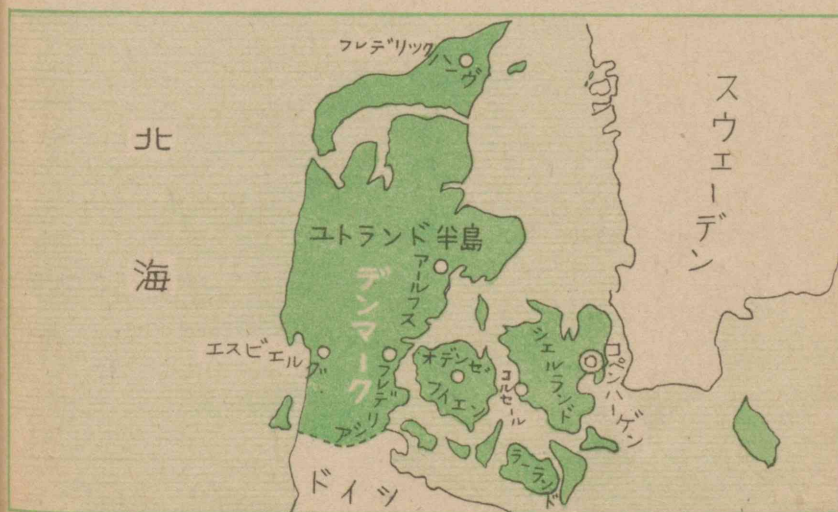 フレデリック
ハーヴ
北海
スウェーデン
ユトランド半島
アールフス
デンマーク
エスビエルグ
フレデリ
アシリ
オデンゼ
フイエン
コルセール
シェルランド
コペンハーゲン
ラーランド
ドイツ